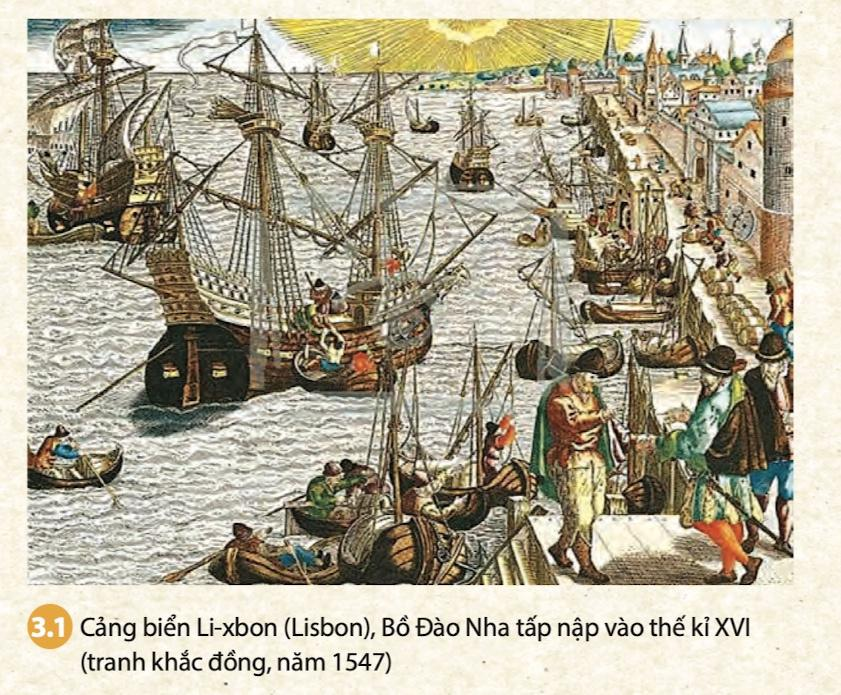 3.1 Cảng biển Li-xbon (Lisbon), Bồ Đào Nha tấp nập vào thế kỉ XVI
(tranh khắc đồng, năm 1547)